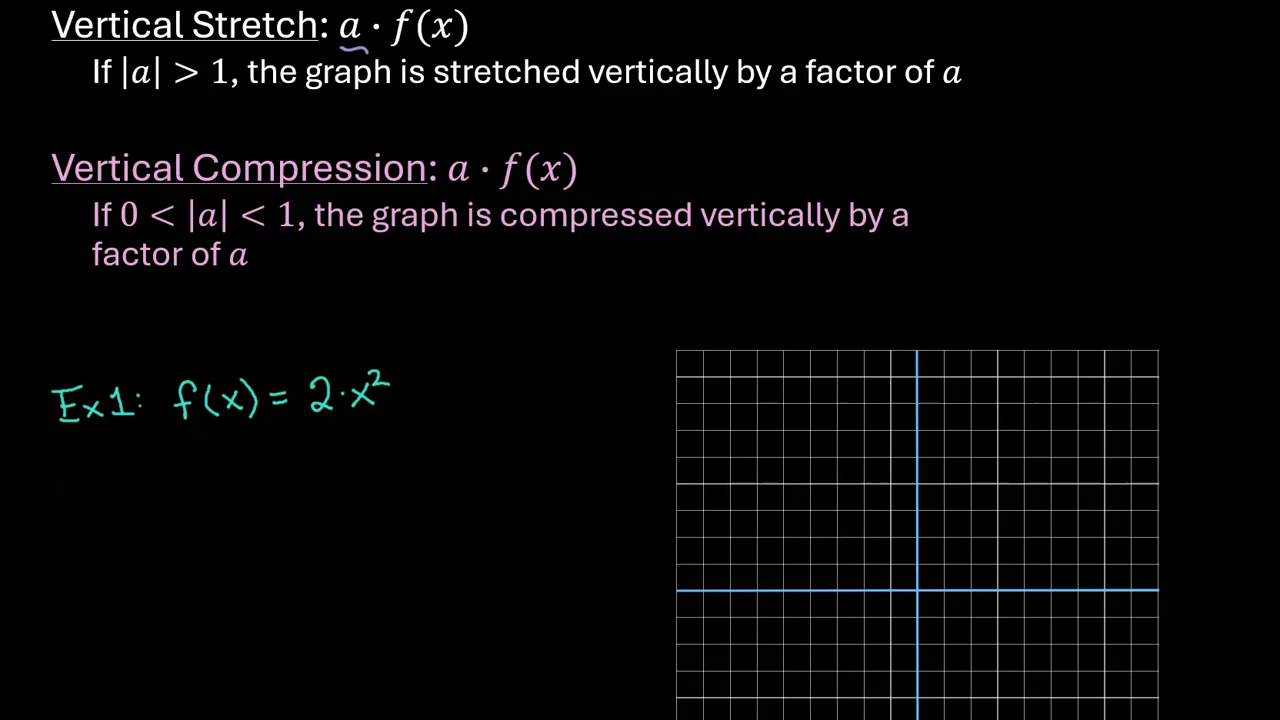 Vertical Stretch: a · f(x)
If |a| > 1, the graph is stretched vertically by a factor of a
Vertical Compression: a · f(x)
If 0 < |a| < 1, the graph is compressed vertically by a
factor of a
Ex1: f(x) = 2·x²